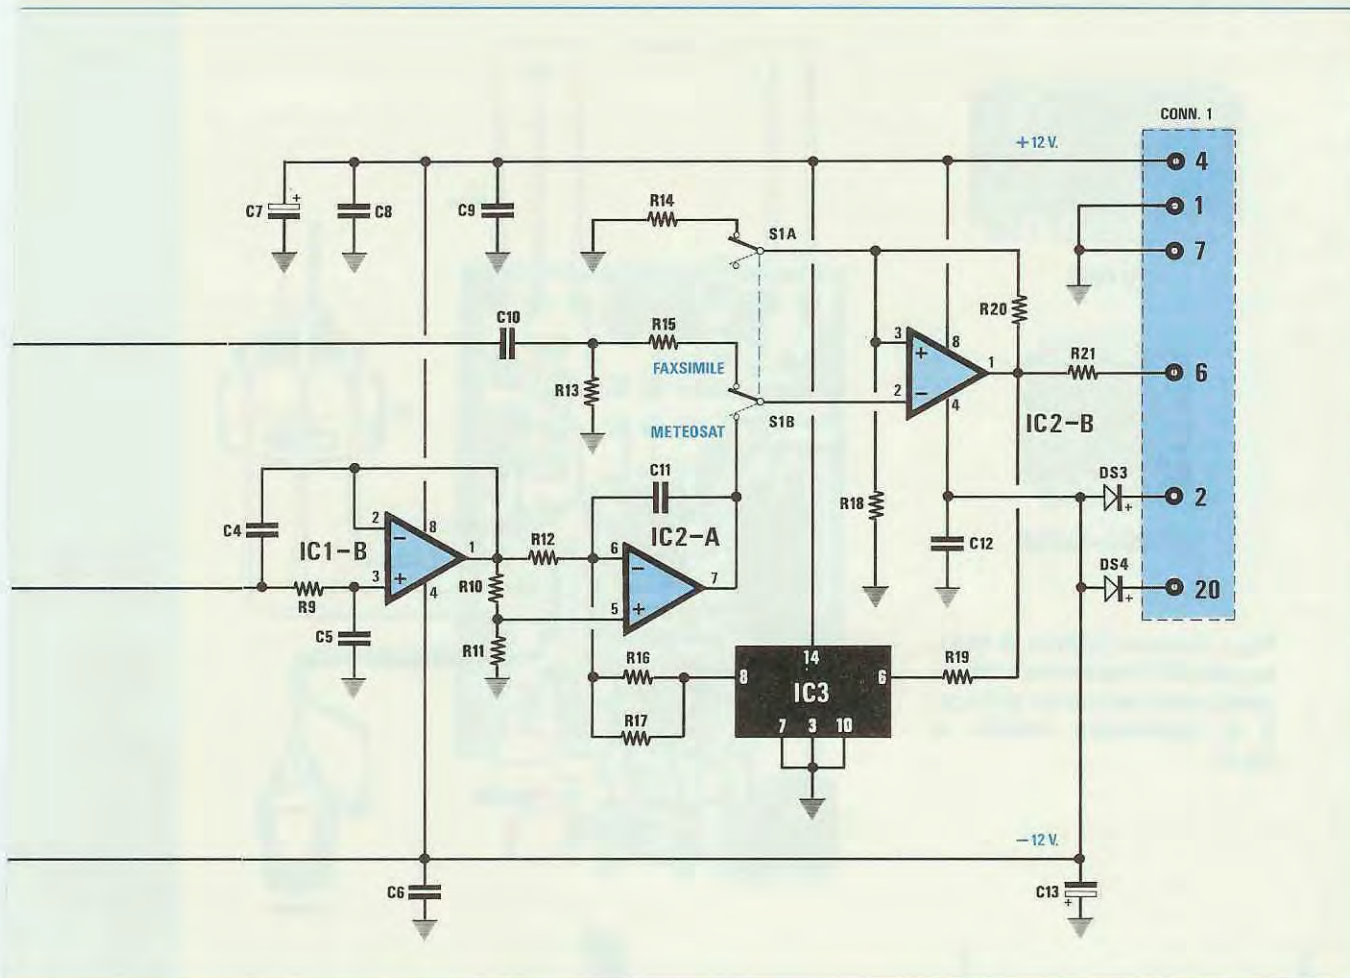 CONN. 1
+12 V.
4
1
7
6
2
20
C7
+
C8
C9
R14
S1A
C10
R15
FAXSIMILE
R13
METEOSAT
S1B
3
+
2
−
8
4
1
R20
R21
IC2−B
DS3
+
DS4
+
C4
IC1−B
2
−
3
+
8
4
1
R9
C5
R10
R11
R12
C11
IC2−A
6
−
5
+
7
R18
C12
R16
R17
8
14
IC3
6
7
3
10
R19
−12 V.
C6
C13
+